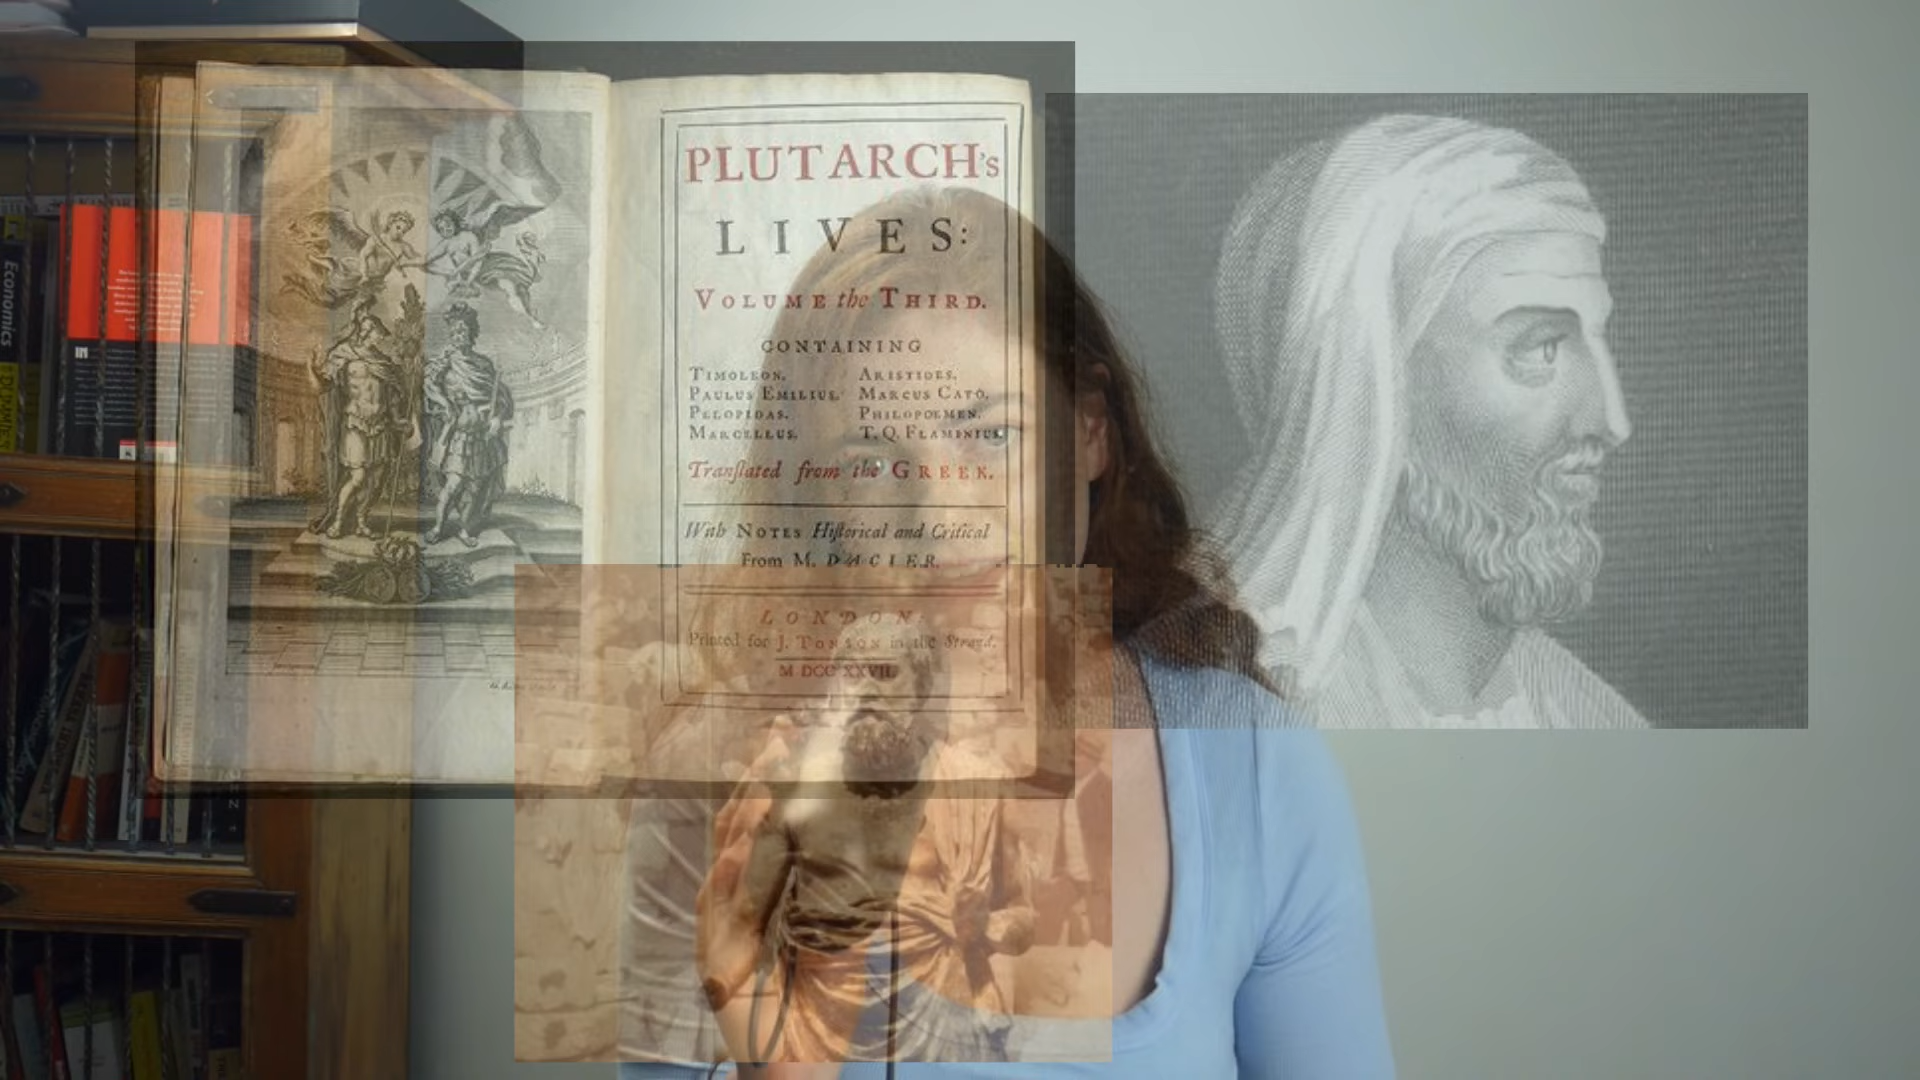 Economics
PLUTARCH's
LIVES:
VOLUME the THIRD.
CONTAINING
TIMOLEON. ARISTIDES.
PAULUS EMILIUS. MARCUS CATO.
PELOPIDAS. PHILOPOEMEN.
MARCELLUS. T. Q. FLAMINIUS.
Tranſlated from the GREEK.
With NOTES Hiſtorical and Critical
From M. DACIER.
LONDON:
Printed for J. TONSON in the Strand.
M DCC XXVII.